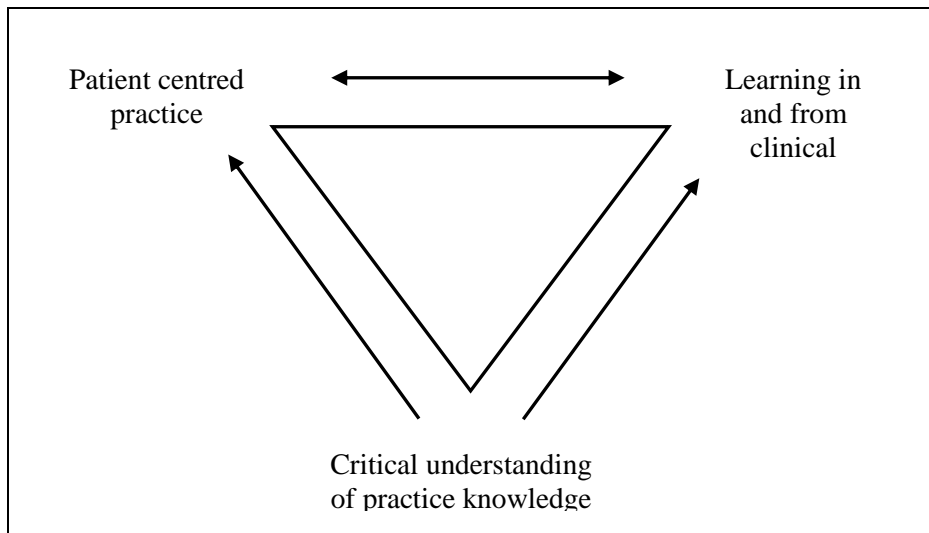 Patient centred
practice
Learning in
and from
clinical
Critical understanding
of practice knowledge